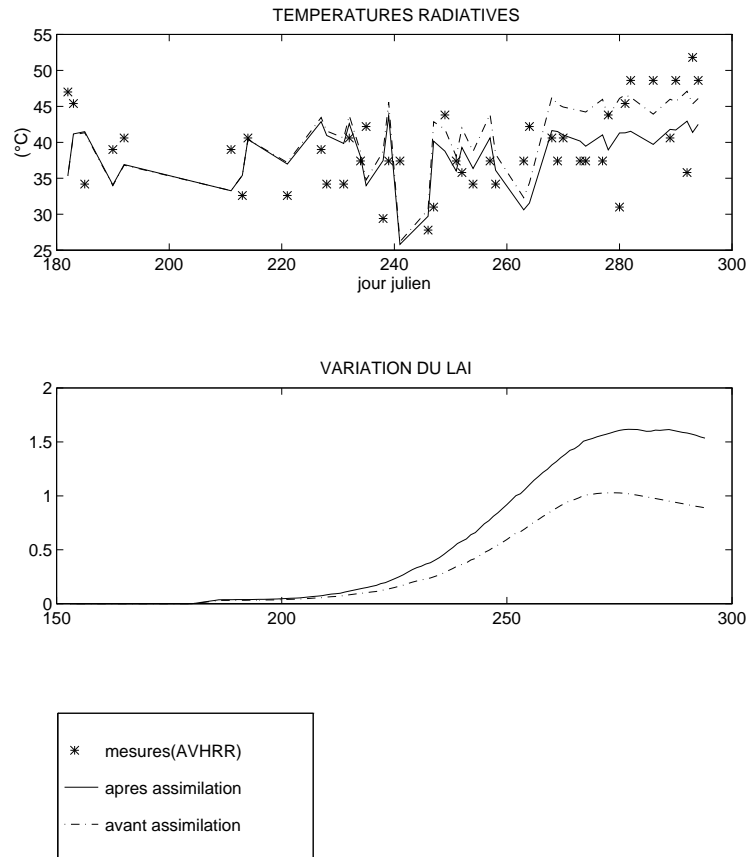 TEMPERATURES RADIATIVES
55
50
45
40
35
30
25
(°C)
180 200 220 240 260 280 300
jour julien
VARIATION DU LAI
2
1.5
1
0.5
0
150 200 250 300
mesures(AVHRR)
apres assimilation
avant assimilation